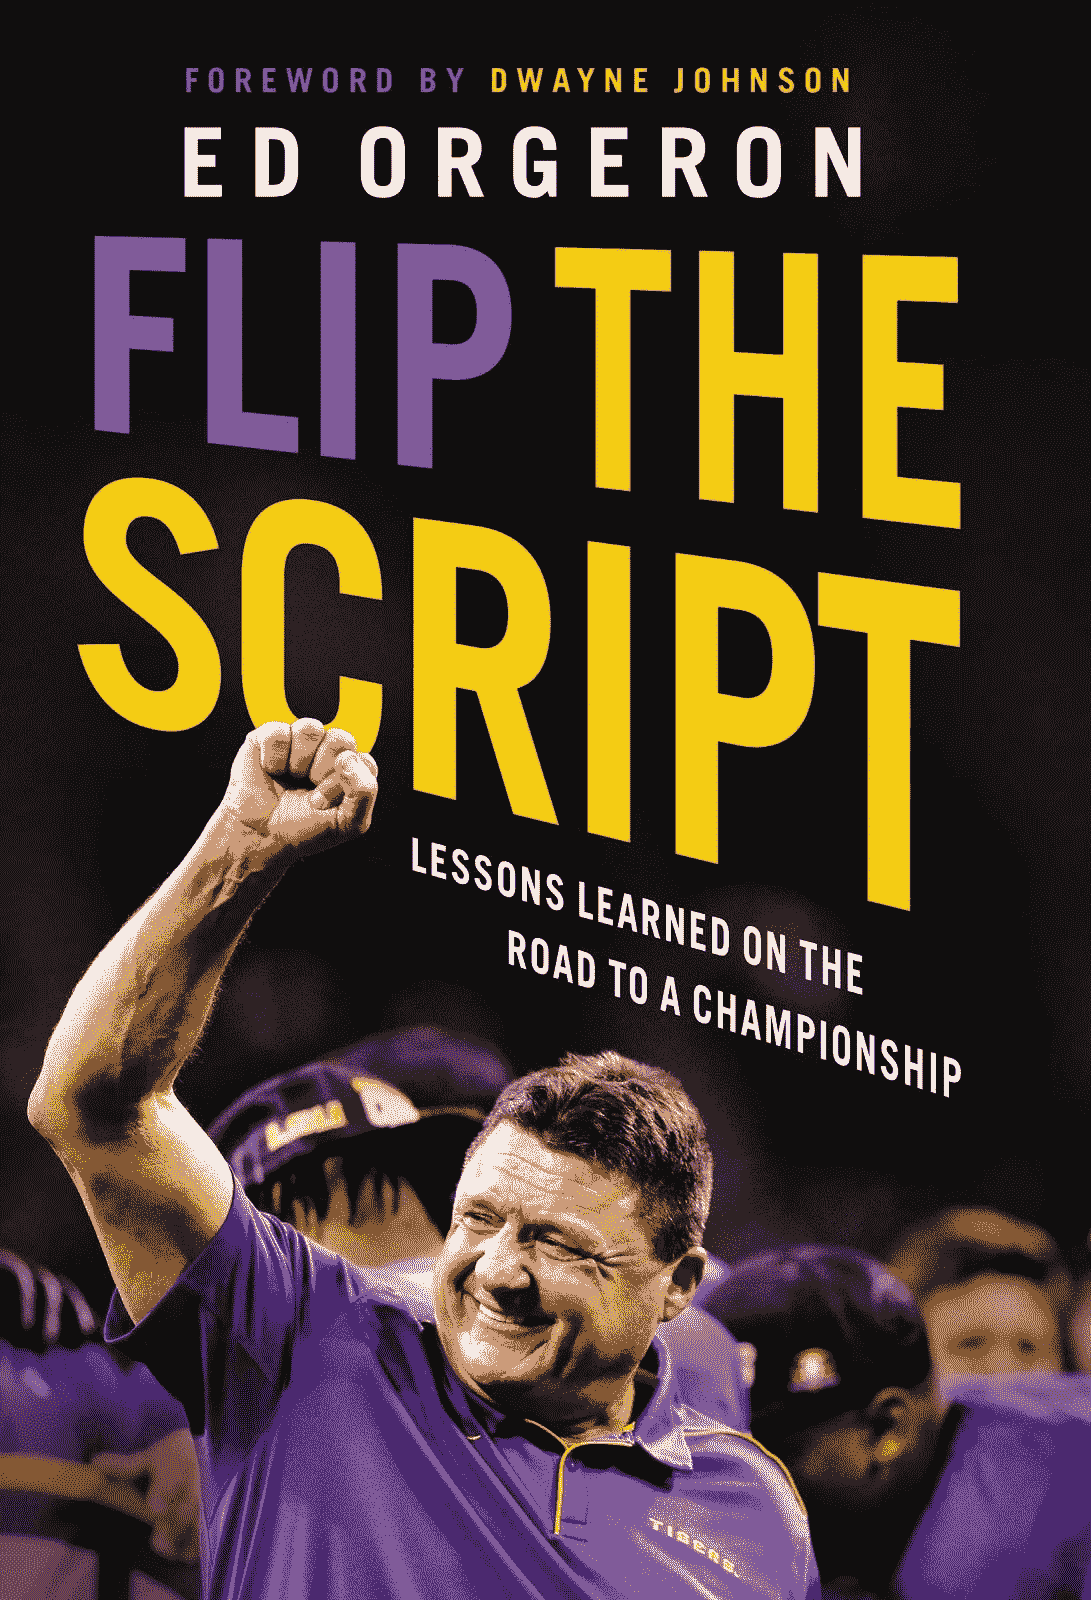 FOREWORD BY DWAYNE JOHNSON
ED ORGERON
FLIP THE
SCRIPT
LESSONS LEARNED ON THE
ROAD TO A CHAMPIONSHIP
TIGERS